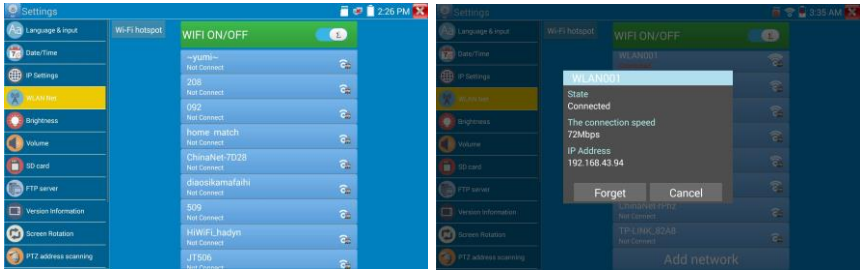 Settings
2:26 PM
Language & input
Date/Time
IP Settings
WLAN Net
Brightness
Volume
SD card
FTP server
Version Information
Screen Rotation
PTZ address scanning
Wi-Fi hotspot
WIFI ON/OFF
~yumi~
Not Connect
208
Not Connect
092
Not Connect
home match
Not Connect
ChinaNet-7D28
Not Connect
diaosikamafaihi
Not Connect
509
Not Connect
HiWiFi_hadyn
Not Connect
JT506
Not Connect
Settings
3:35 AM
Language & input
Date/Time
IP Settings
WLAN Net
Brightness
Volume
SD card
FTP server
Version Information
Screen Rotation
PTZ address scanning
Wi-Fi hotspot
WIFI ON/OFF
WLAN001
WLAN001
State
Connected
The connection speed
72Mbps
IP Address
192.168.43.94
Forget Cancel
Not Connect
TP-LINK_82A8
Not Connect
Add network